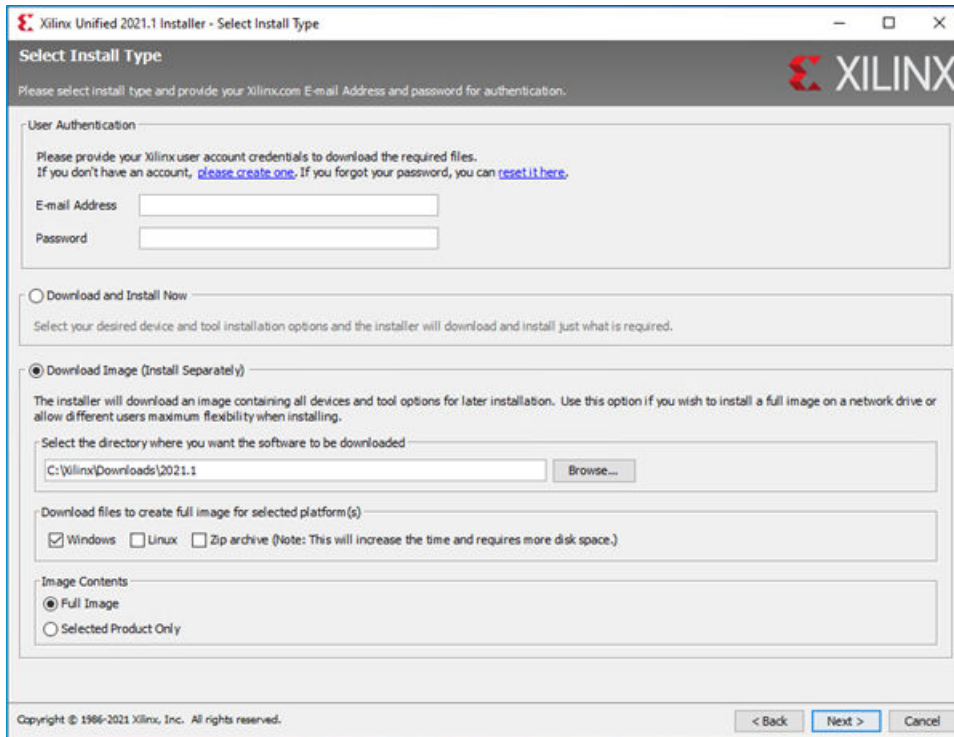 Xilinx Unified 2021.1 Installer - Select Install Type
Select Install Type
XILINX
Please select install type and provide your Xilinx.com E-mail Address and password for authentication.
User Authentication
Please provide your Xilinx user account credentials to download the required files.
If you don't have an account, please create one. If you forgot your password, you can reset it here.
E-mail Address
Password
Download and Install Now
Select your desired device and tool installation options and the installer will download and install just what is required.
Download Image (Install Separately)
The installer will download an image containing all devices and tool options for later installation. Use this option if you wish to install a full image on a network drive or
allow different users maximum flexibility when installing.
Select the directory where you want the software to be downloaded
C:\Xilinx\Downloads\2021.1
Browse...
Download files to create full image for selected platform(s)
Windows Linux Zip archive (Note: This will increase the time and requires more disk space.)
Image Contents
Full Image
Selected Product Only
Copyright © 1986-2021 Xilinx, Inc. All rights reserved.
< Back Next > Cancel